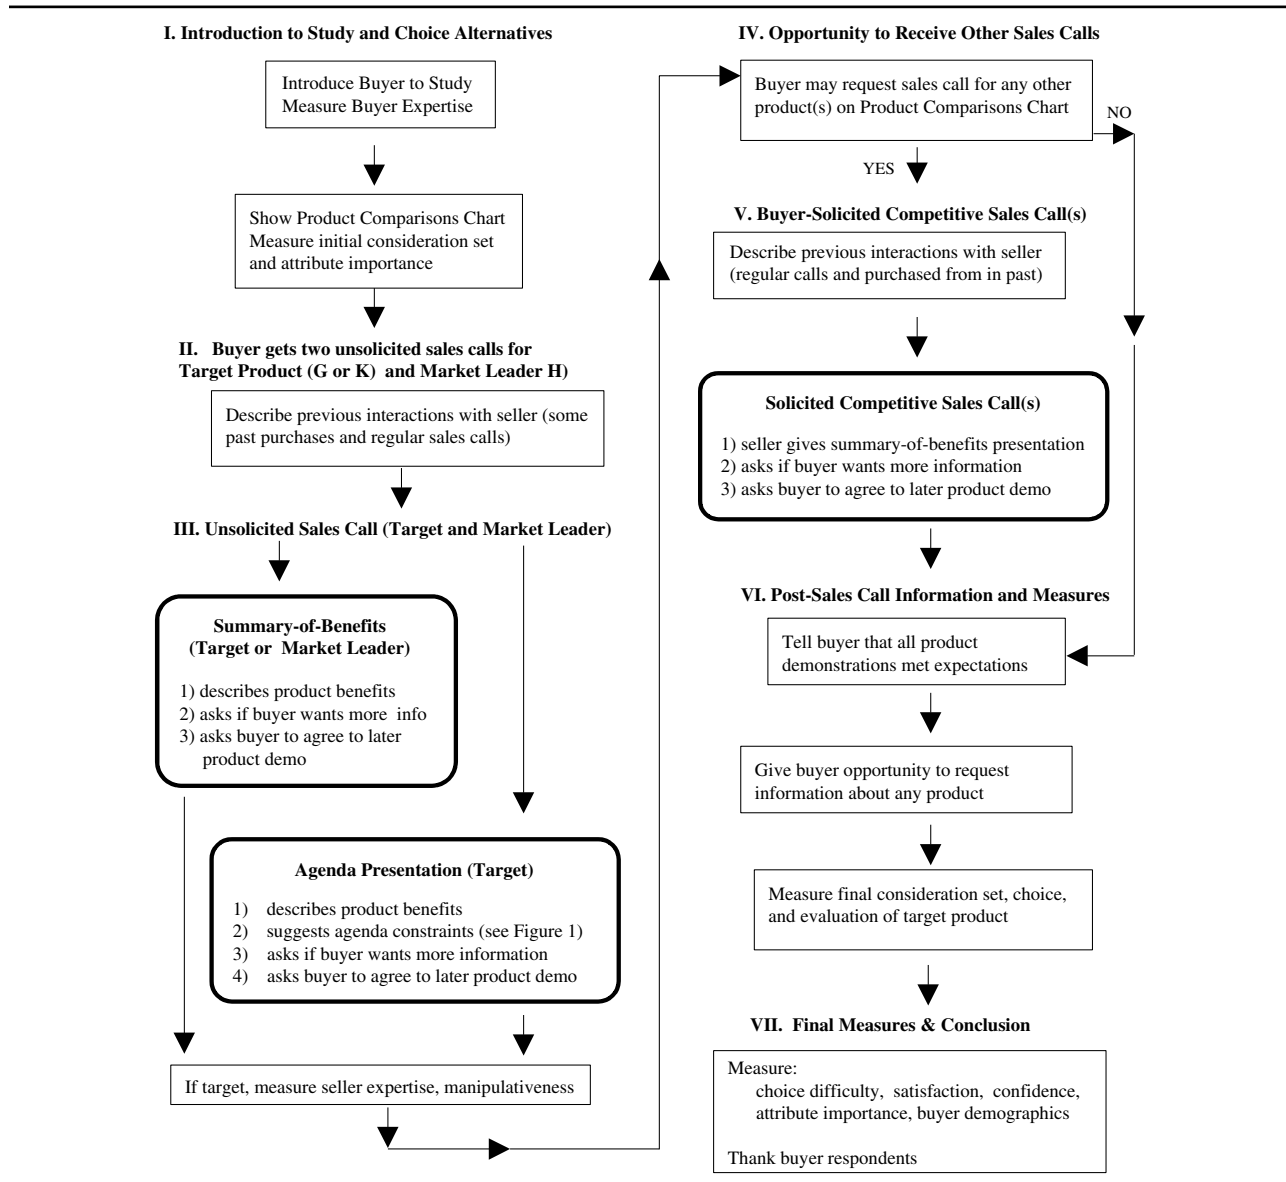 I. Introduction to Study and Choice Alternatives
Introduce Buyer to Study
Measure Buyer Expertise
Show Product Comparisons Chart
Measure initial consideration set
and attribute importance
II. Buyer gets two unsolicited sales calls for
Target Product (G or K) and Market Leader H)
Describe previous interactions with seller (some
past purchases and regular sales calls)
III. Unsolicited Sales Call (Target and Market Leader)
Summary-of-Benefits
(Target or Market Leader)
1) describes product benefits
2) asks if buyer wants more info
3) asks buyer to agree to later
product demo
Agenda Presentation (Target)
1) describes product benefits
2) suggests agenda constraints (see Figure 1)
3) asks if buyer wants more information
4) asks buyer to agree to later product demo
If target, measure seller expertise, manipulativeness
IV. Opportunity to Receive Other Sales Calls
Buyer may request sales call for any other
product(s) on Product Comparisons Chart
NO
YES
V. Buyer-Solicited Competitive Sales Call(s)
Describe previous interactions with seller
(regular calls and purchased from in past)
Solicited Competitive Sales Call(s)
1) seller gives summary-of-benefits presentation
2) asks if buyer wants more information
3) asks buyer to agree to later product demo
VI. Post-Sales Call Information and Measures
Tell buyer that all product
demonstrations met expectations
Give buyer opportunity to request
information about any product
Measure final consideration set, choice,
and evaluation of target product
VII. Final Measures & Conclusion
Measure:
choice difficulty, satisfaction, confidence,
attribute importance, buyer demographics
Thank buyer respondents